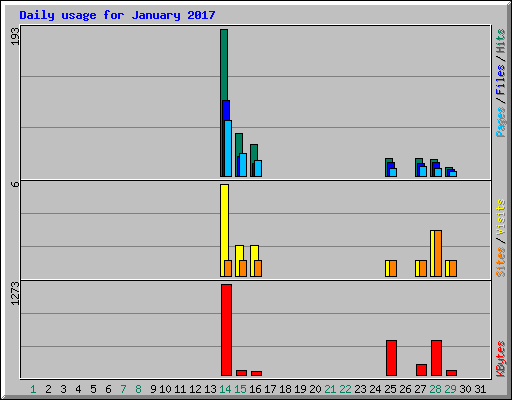 Daily usage for January 2017
193
Pages / Files / Hits
6
Sites / Visits
1273
KBytes
1 2 3 4 5 6 7 8 9 10 11 12 13 14 15 16 17 18 19 20 21 22 23 24 25 26 27 28 29 30 31